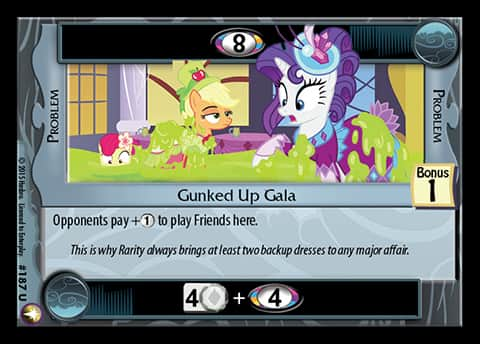 8
PROBLEM
PROBLEM
Gunked Up Gala
BONUS
1
Opponents pay +1 to play Friends here.
This is why Rarity always brings at least two backup dresses to any major affair.
4 + 4
© 2015 Hasbro. Licensed to Enterplay.
#187 U